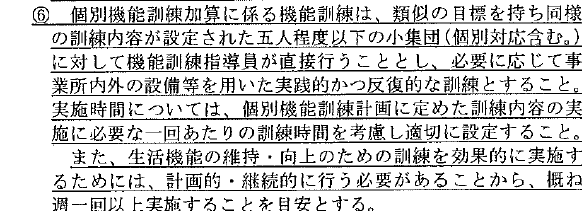 ⑥ 個別機能訓練加算に係る機能訓練は、類似の目標を持ち同様
の訓練内容が設定された五人程度以下の小集団(個別対応含む。)
に対して機能訓練指導員が直接行うこととし、必要に応じて事
業所内外の設備等を用いた実践的かつ反復的な訓練とすること。
実施時間については、個別機能訓練計画に定めた訓練内容の実
施に必要な一回あたりの訓練時間を考慮し適切に設定すること。
また、生活機能の維持・向上のための訓練を効果的に実施す
るためには、計画的・継続的に行う必要があることから、概ね
週一回以上実施することを目安とする。